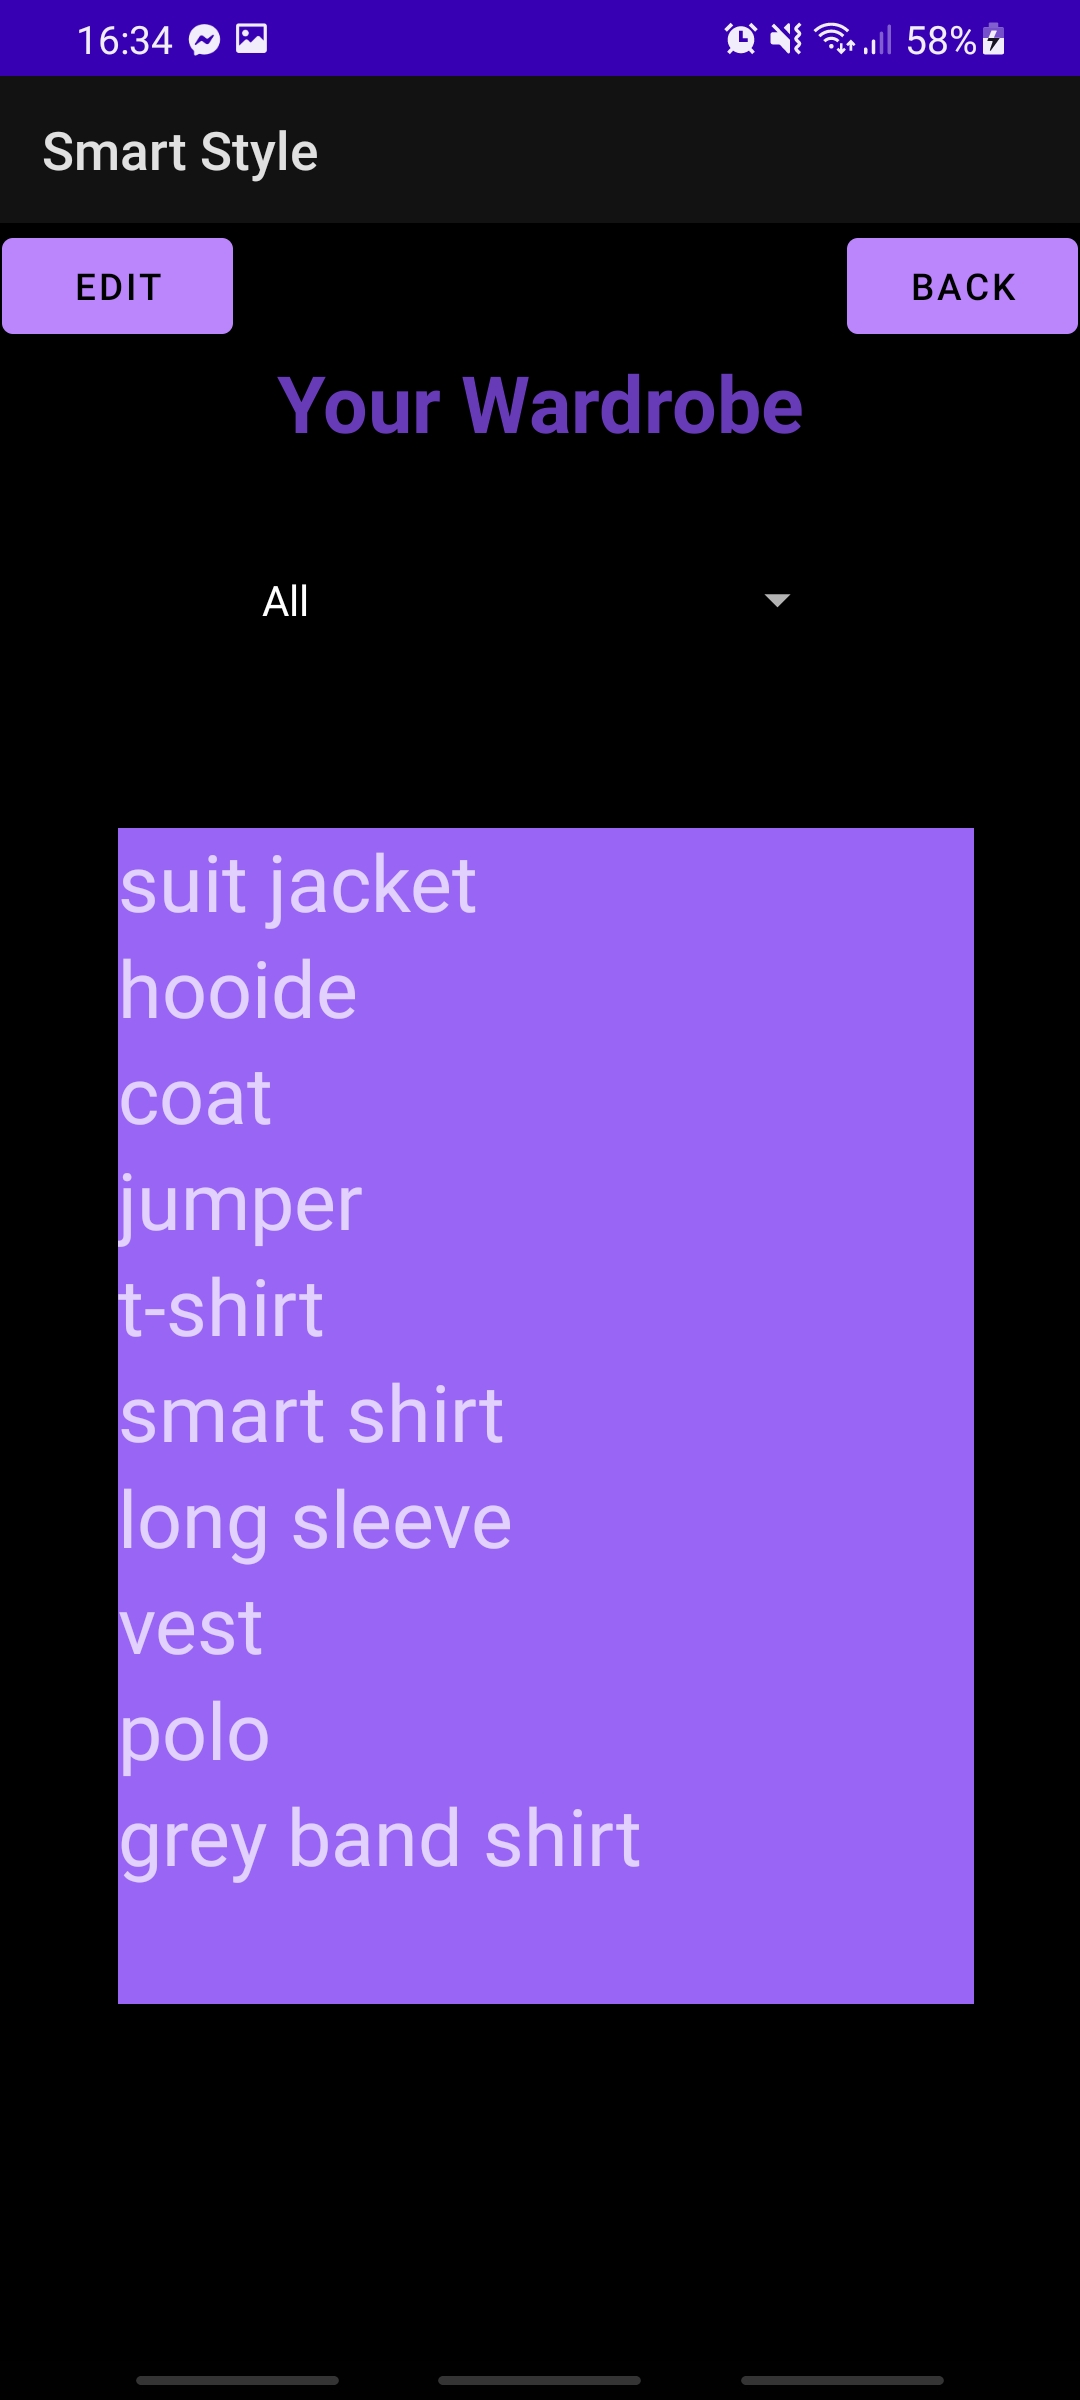 16:34 58%
Smart Style
EDIT BACK
Your Wardrobe
All
suit jacket
hooide
coat
jumper
t-shirt
smart shirt
long sleeve
vest
polo
grey band shirt